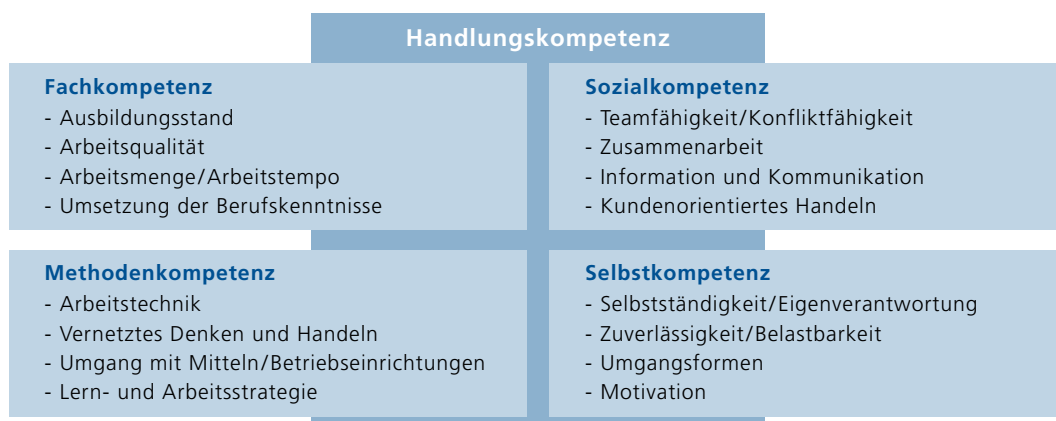 Handlungskompetenz
Fachkompetenz
- Ausbildungsstand
- Arbeitsqualität
- Arbeitsmenge/Arbeitstempo
- Umsetzung der Berufskenntnisse
Sozialkompetenz
- Teamfähigkeit/Konfliktfähigkeit
- Zusammenarbeit
- Information und Kommunikation
- Kundenorientiertes Handeln
Methodenkompetenz
- Arbeitstechnik
- Vernetztes Denken und Handeln
- Umgang mit Mitteln/Betriebseinrichtungen
- Lern- und Arbeitsstrategie
Selbstkompetenz
- Selbstständigkeit/Eigenverantwortung
- Zuverlässigkeit/Belastbarkeit
- Umgangsformen
- Motivation